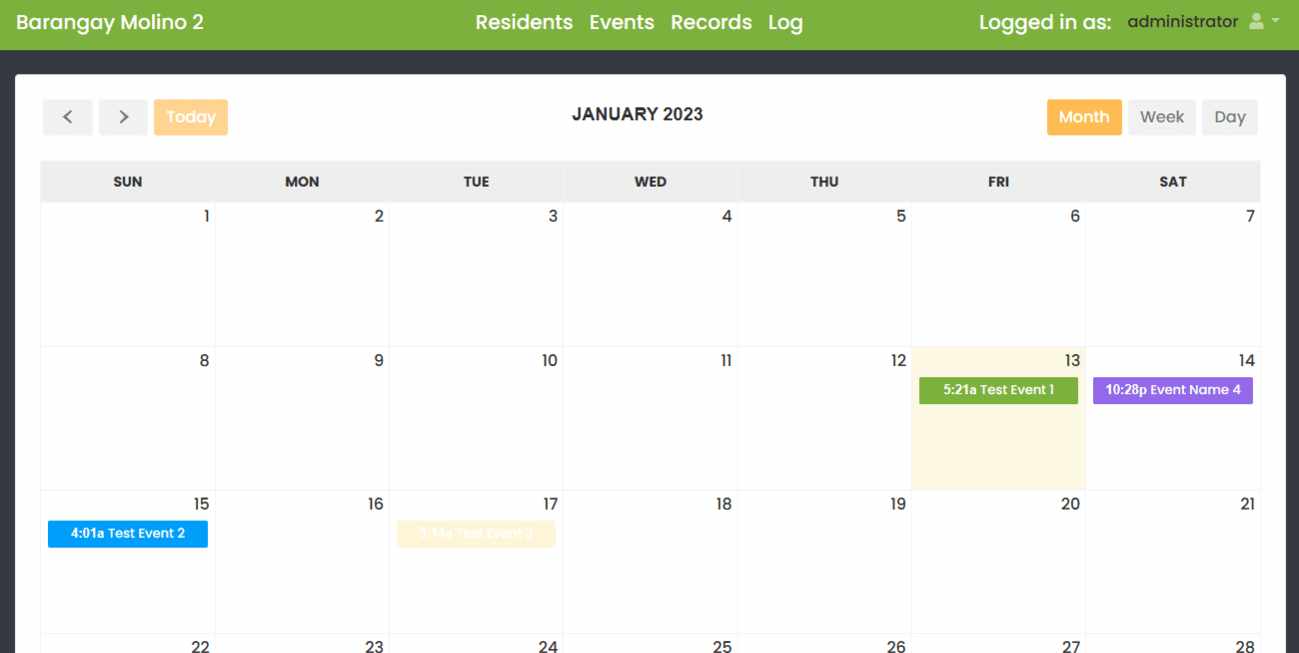 Barangay Molino 2 Residents Events Records Log Logged in as: administrator
Today JANUARY 2023 Month Week Day
SUN MON TUE WED THU FRI SAT
1 2 3 4 5 6 7
8 9 10 11 12 13 14
5:21a Test Event 1 10:28p Event Name 4
15 16 17 18 19 20 21
4:01a Test Event 2 Test Event
22 23 24 25 26 27 28